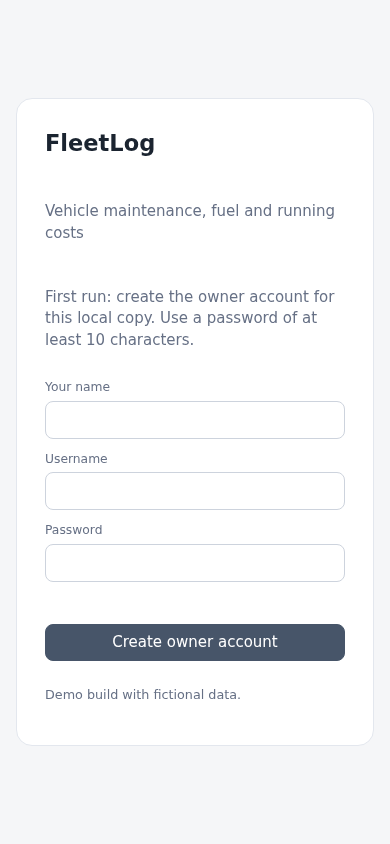 FleetLog
Vehicle maintenance, fuel and running
costs
First run: create the owner account for
this local copy. Use a password of at
least 10 characters.
Your name
Username
Password
Create owner account
Demo build with fictional data.